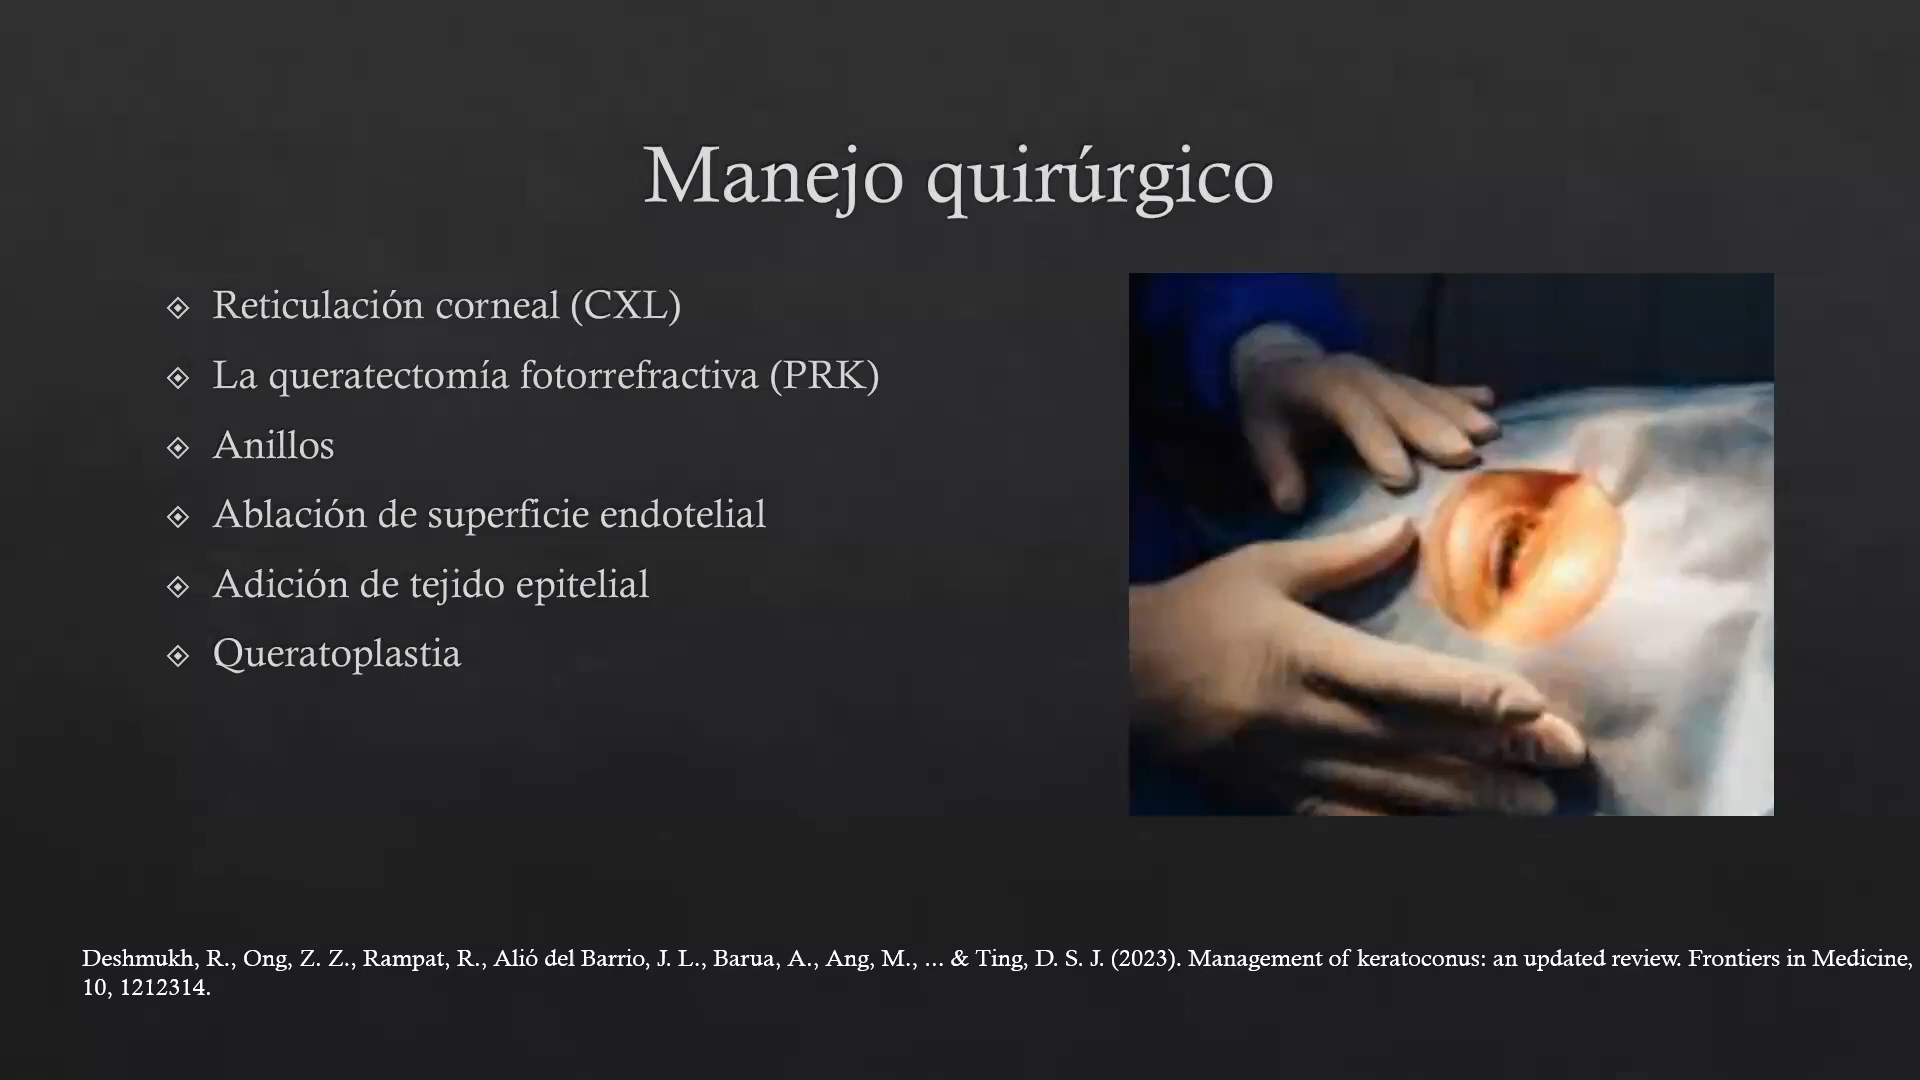 Manejo quirúrgico
Reticulación corneal (CXL)
La queratectomía fotorrefractiva (PRK)
Anillos
Ablación de superficie endotelial
Adición de tejido epitelial
Queratoplastia
Deshmukh, R., Ong, Z. Z., Rampat, R., Alió del Barrio, J. L., Barua, A., Ang, M., ... & Ting, D. S. J. (2023). Management of keratoconus: an updated review. Frontiers in Medicine,
10, 1212314.